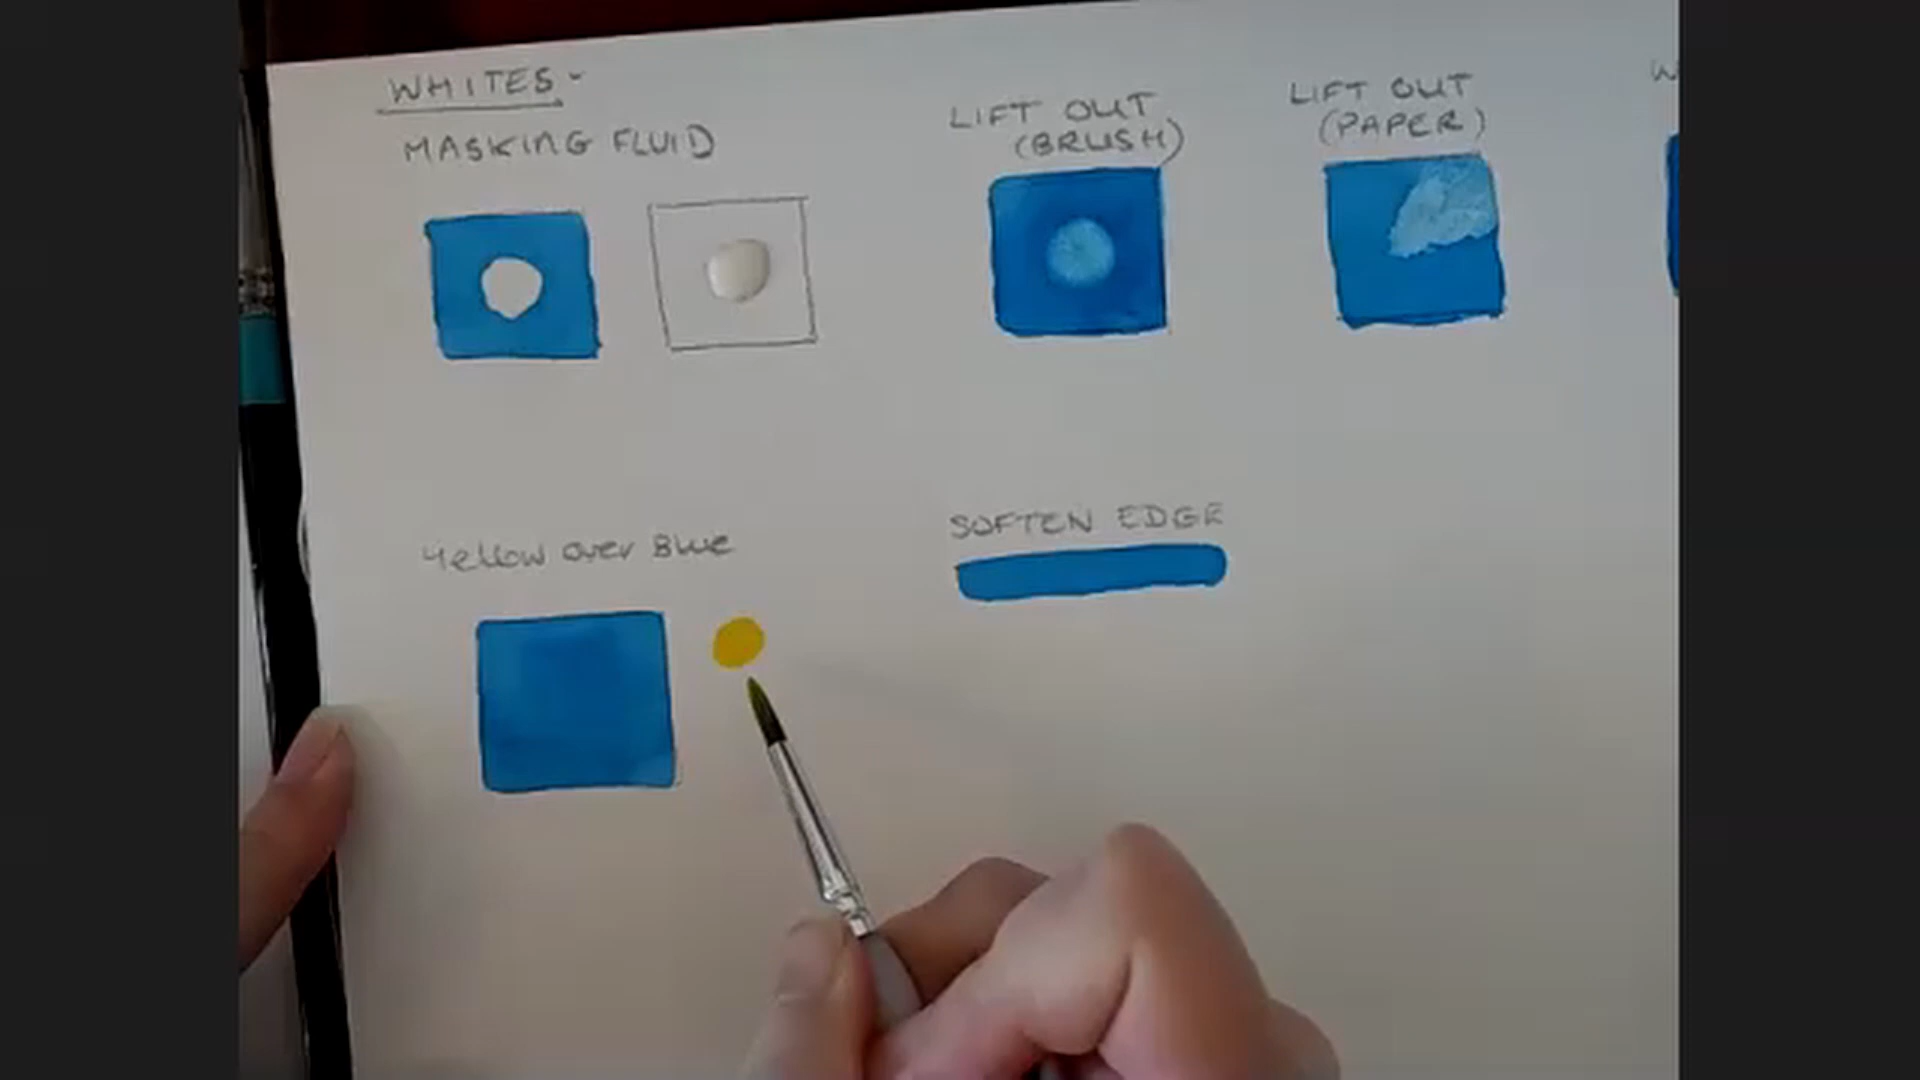 WHITES-
MASKING FLUID
LIFT OUT
(BRUSH)
LIFT OUT
(PAPER)
Yellow over Blue
SOFTEN EDGE